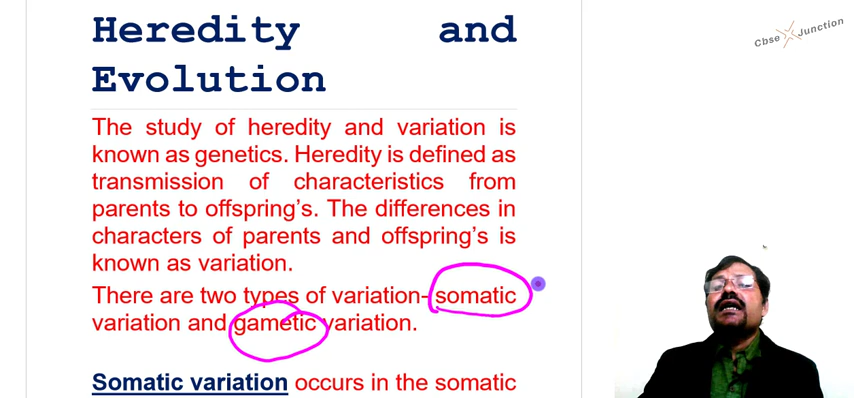 Heredity and
Evolution
Cbse Junction
The study of heredity and variation is
known as genetics. Heredity is defined as
transmission of characteristics from
parents to offspring's. The differences in
characters of parents and offspring's is
known as variation.
There are two types of variation- somatic
variation and gametic variation.
Somatic variation occurs in the somatic